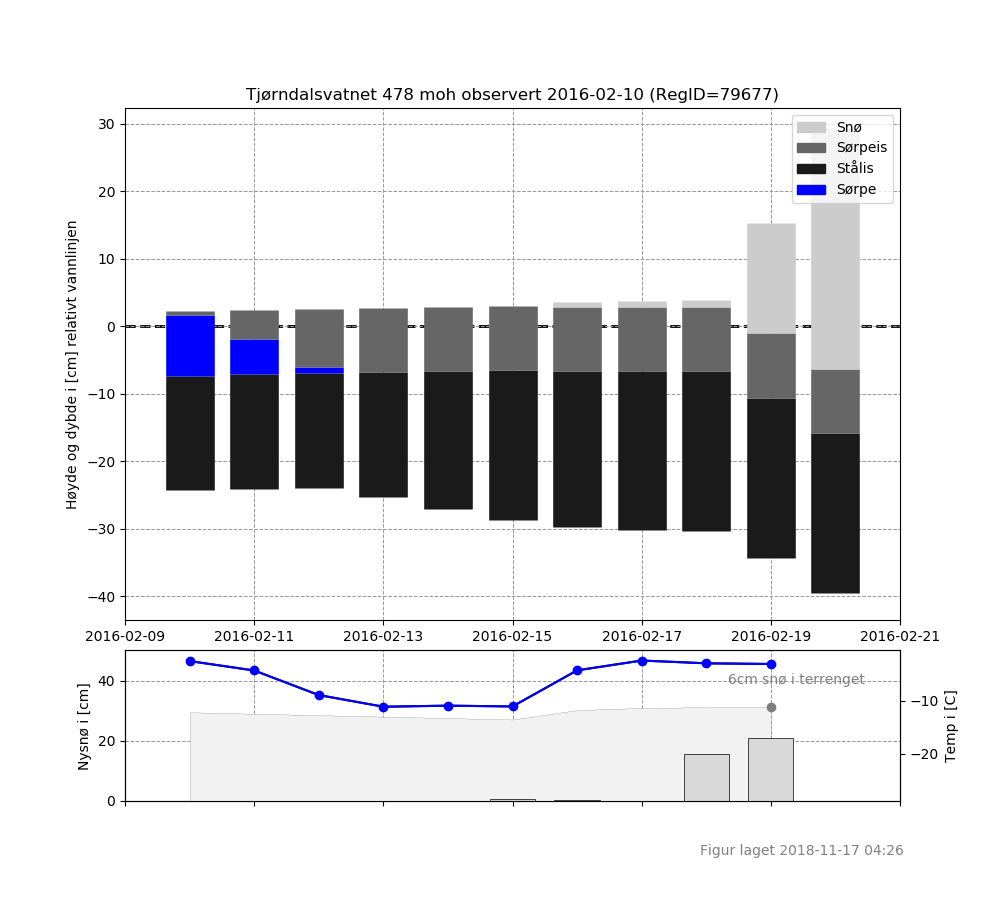 Tjørndalsvatnet 478 moh observert 2016-02-10 (RegID=79677)
Høyde og dybde i [cm] relativt vannlinjen
30
20
10
0
−10
−20
−30
−40
Snø
Sørpeis
Stålis
Sørpe
2016-02-09 2016-02-11 2016-02-13 2016-02-15 2016-02-17 2016-02-19 2016-02-21
Nysnø i [cm]
40
20
0
6cm snø i terrenget
−10
−20
Temp i [C]
Figur laget 2018-11-17 04:26